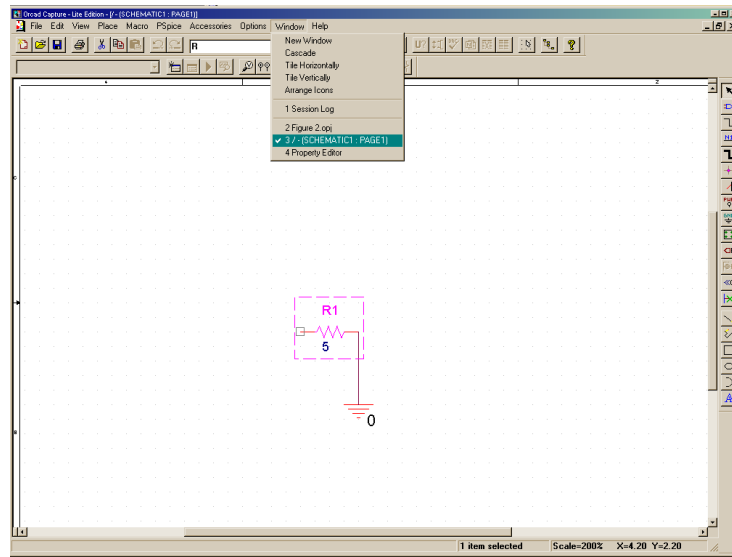 Orcad Capture - Lite Edition - [/ - (SCHEMATIC1 : PAGE1)]
File Edit View Place Macro PSpice Accessories Options Window Help
R
U?
New Window
Cascade
Tile Horizontally
Tile Vertically
Arrange Icons
1 Session Log
2 Figure 2.opj
3 / - (SCHEMATIC1 : PAGE1)
4 Property Editor
2
R1
5
0
1 item selected Scale=200% X=4.20 Y=2.20